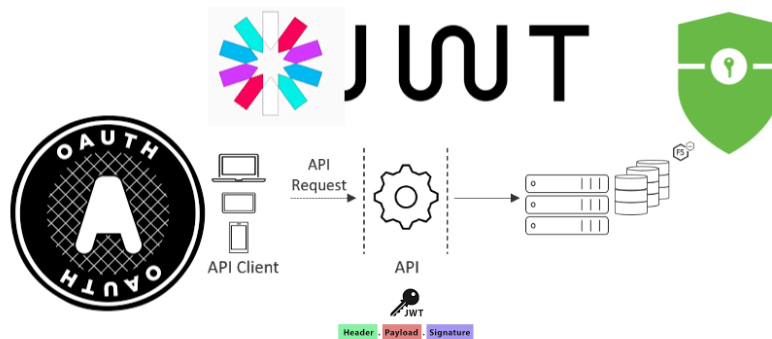 JWT
OAUTH
OAUTH
A
API
Request
F5
API Client
API
JWT
Header . Payload . Signature